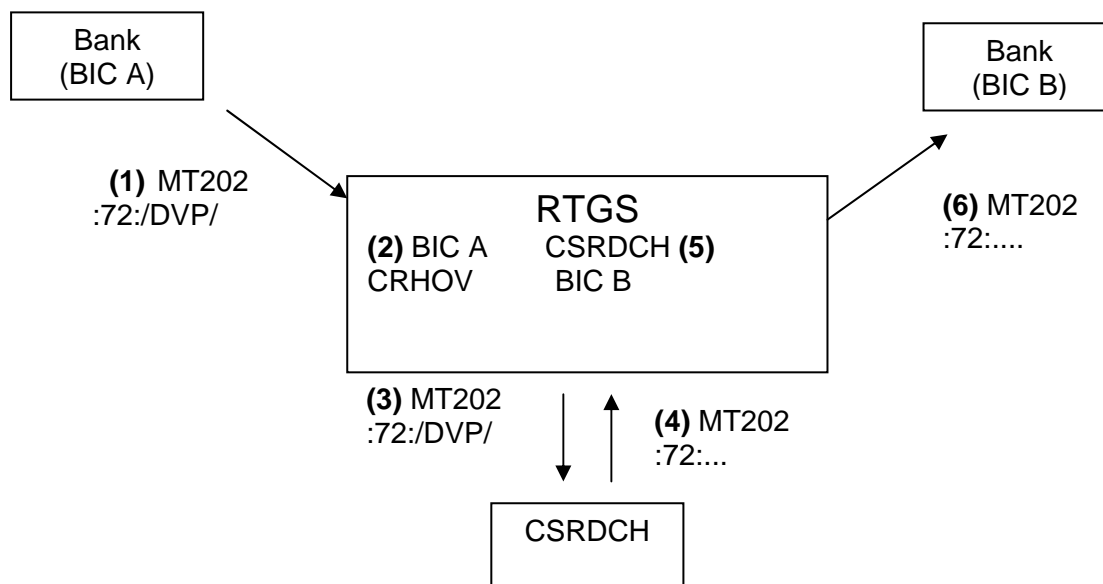 Bank
(BIC A)
Bank
(BIC B)
(1) MT202
:72:/DVP/
RTGS
(2) BIC A CSRDCH (5)
CRHOV BIC B
(6) MT202
:72:....
(3) MT202
:72:/DVP/
(4) MT202
:72:...
CSRDCH